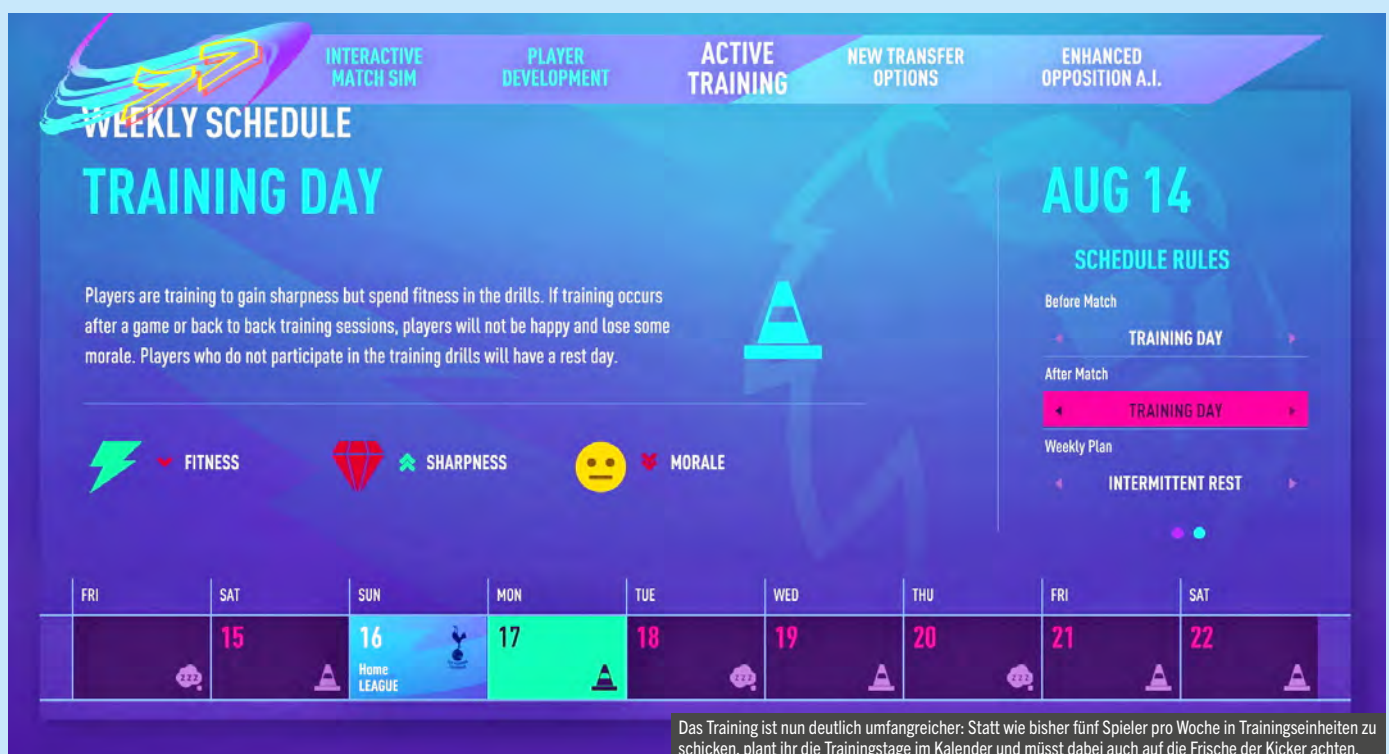 INTERACTIVE
MATCH SIM
PLAYER
DEVELOPMENT
ACTIVE
TRAINING
NEW TRANSFER
OPTIONS
ENHANCED
OPPOSITION A.I.
WEEKLY SCHEDULE
TRAINING DAY
Players are training to gain sharpness but spend fitness in the drills. If training occurs
after a game or back to back training sessions, players will not be happy and lose some
morale. Players who do not participate in the training drills will have a rest day.
FITNESS
SHARPNESS
MORALE
AUG 14
SCHEDULE RULES
Before Match
TRAINING DAY
After Match
TRAINING DAY
Weekly Plan
INTERMITTENT REST
FRI SAT SUN MON TUE WED THU FRI SAT
15 16 17 18 19 20 21 22
Home
LEAGUE
zzz zzz zzz
Das Training ist nun deutlich umfangreicher: Statt wie bisher fünf Spieler pro Woche in Trainingseinheiten zu
schicken, plant ihr die Trainingstage im Kalender und müsst dabei auch auf die Frische der Kicker achten.